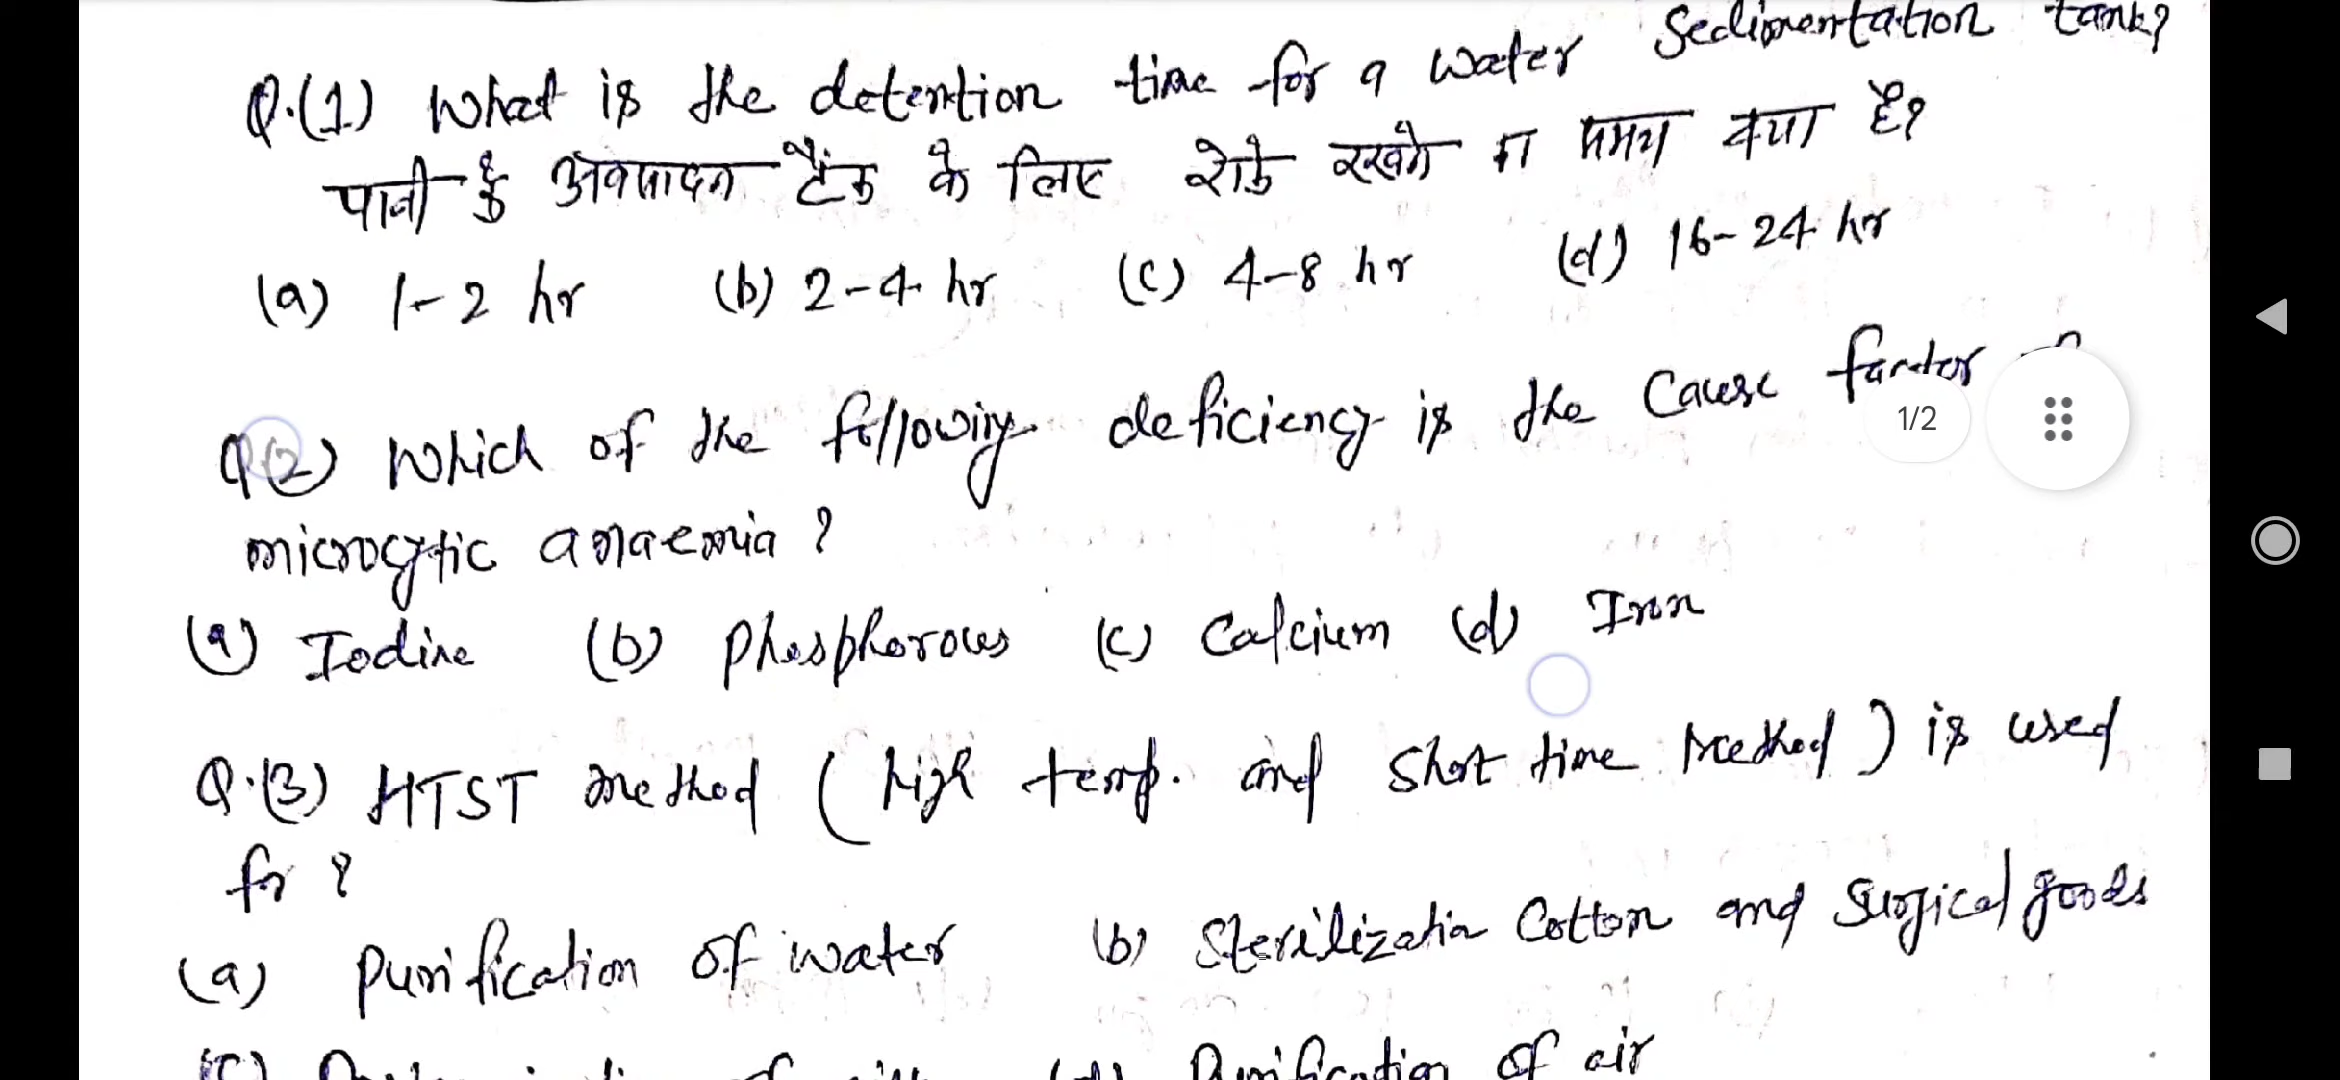 Q.(1) What is the detention time for a water Sedimentation tank?
पानी के अवसादन टैंक के लिए रोके रखने का समय क्या है?
(a) 1-2 hr (b) 2-4 hr (c) 4-8 hr (d) 16-24 hr
Q(2) Which of the following deficiency is the Cause factor
1/2
microcytic anaemia ?
(a) Iodine (b) Phosphorous (c) Calcium (d) Iron
Q.(3) HTST method ( high temp. and Short time Method ) is used
for ?
(a) Purification of water (b) Sterilization Cotton and Surgical goods
(c) of (d) Purification of air